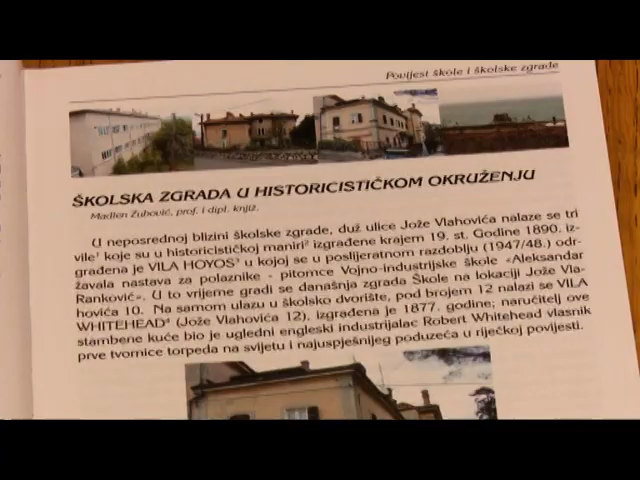 Povijest škole i školske zgrade
ŠKOLSKA ZGRADA U HISTORICISTIČKOM OKRUŽENJU
Madlen Zubović, prof. i dipl. knjiž.
U neposrednoj blizini školske zgrade, duž ulice Jože Vlahovića nalaze se tri
vile¹ koje su u historicističkoj maniri² izgrađene krajem 19. st. Godine 1890. iz-
građena je VILA HOYOS³ u kojoj se u poslijeratnom razdoblju (1947/48.) odr-
žavala nastava za polaznike - pitomce Vojno-industrijske škole «Aleksandar
Ranković». U to vrijeme gradi se današnja zgrada Škole na lokaciji Jože Vla-
hovića 10. Na samom ulazu u školsko dvorište, pod brojem 12 nalazi se VILA
WHITEHEAD⁴ (Jože Vlahovića 12), izgrađena je 1877. godine; naručitelj ove
stambene kuće bio je ugledni engleski industrijalac Robert Whitehead vlasnik
prve tvornice torpeda na svijetu i najuspješnijeg poduzeća u riječkoj povijesti.